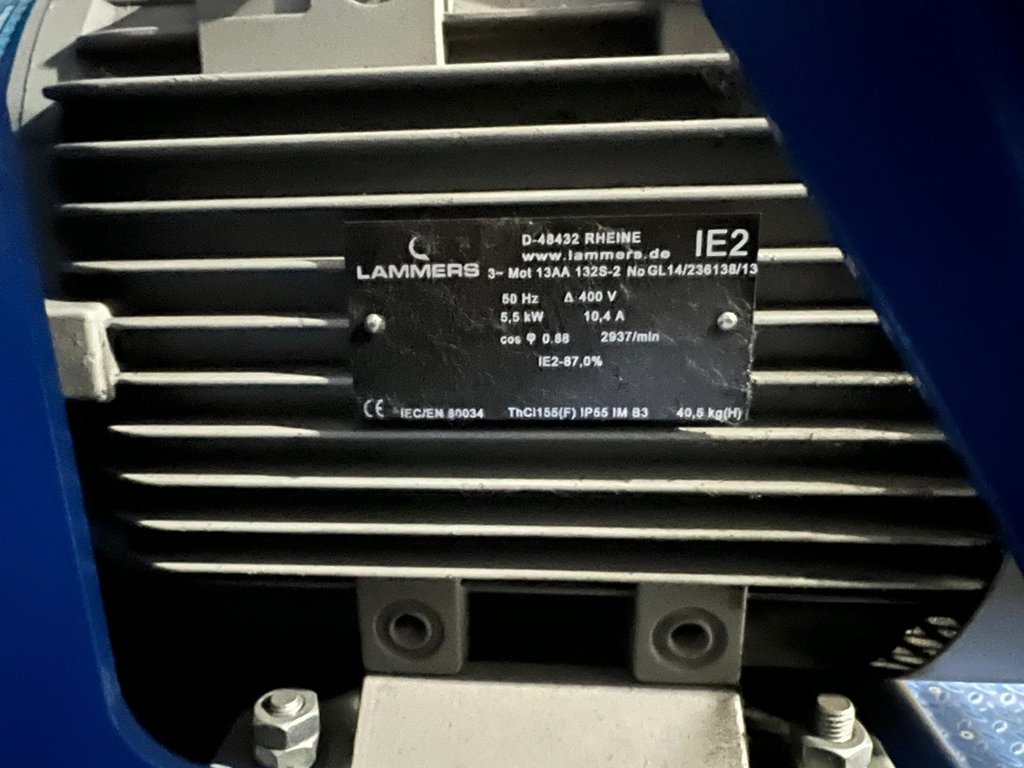 D-48432 RHEINE
IE2
www.lammers.de
LAMMERS
3~ Mot 13AA 132S-2 No GL14/236138/13
50 Hz Δ 400 V
5,5 kW 10,4 A
cos φ 0.88 2937/min
IE2-87,0%
CE IEC/EN 60034 ThCl155(F) IP55 IM B3 40,5 kg(H)